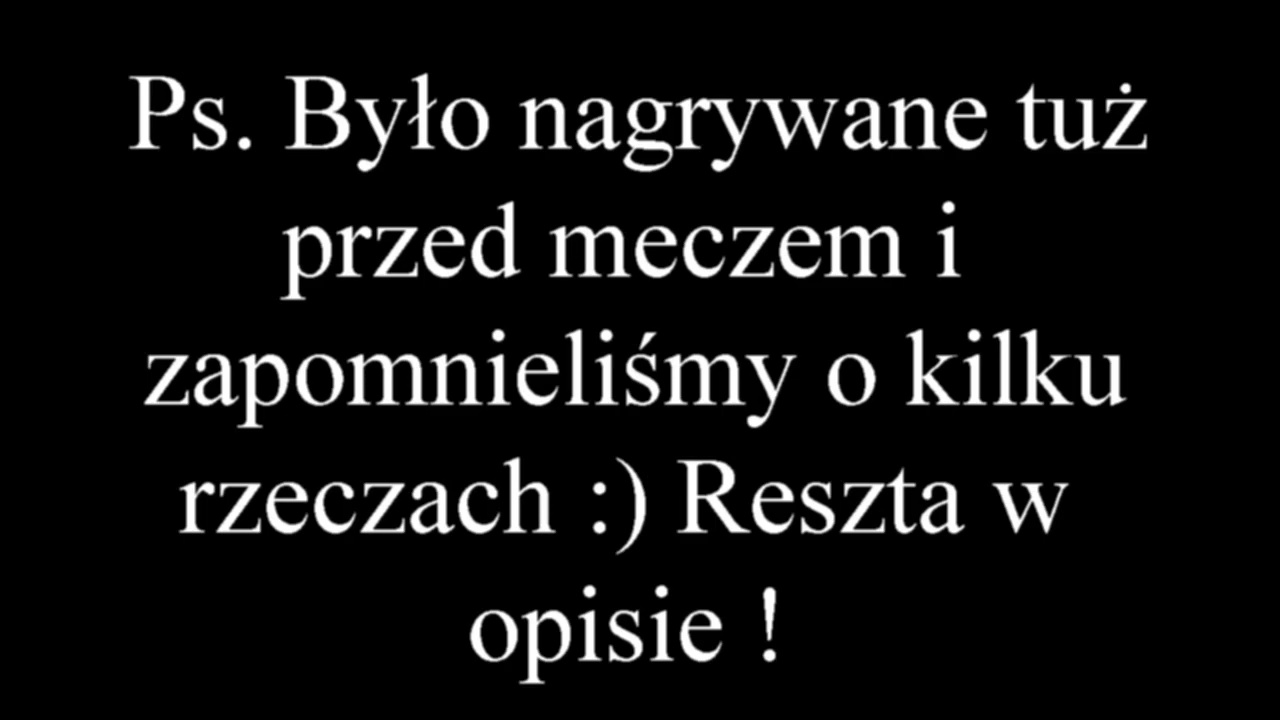 Ps. Było nagrywane tuż
przed meczem i
zapomnieliśmy o kilku
rzeczach :) Reszta w
opisie !